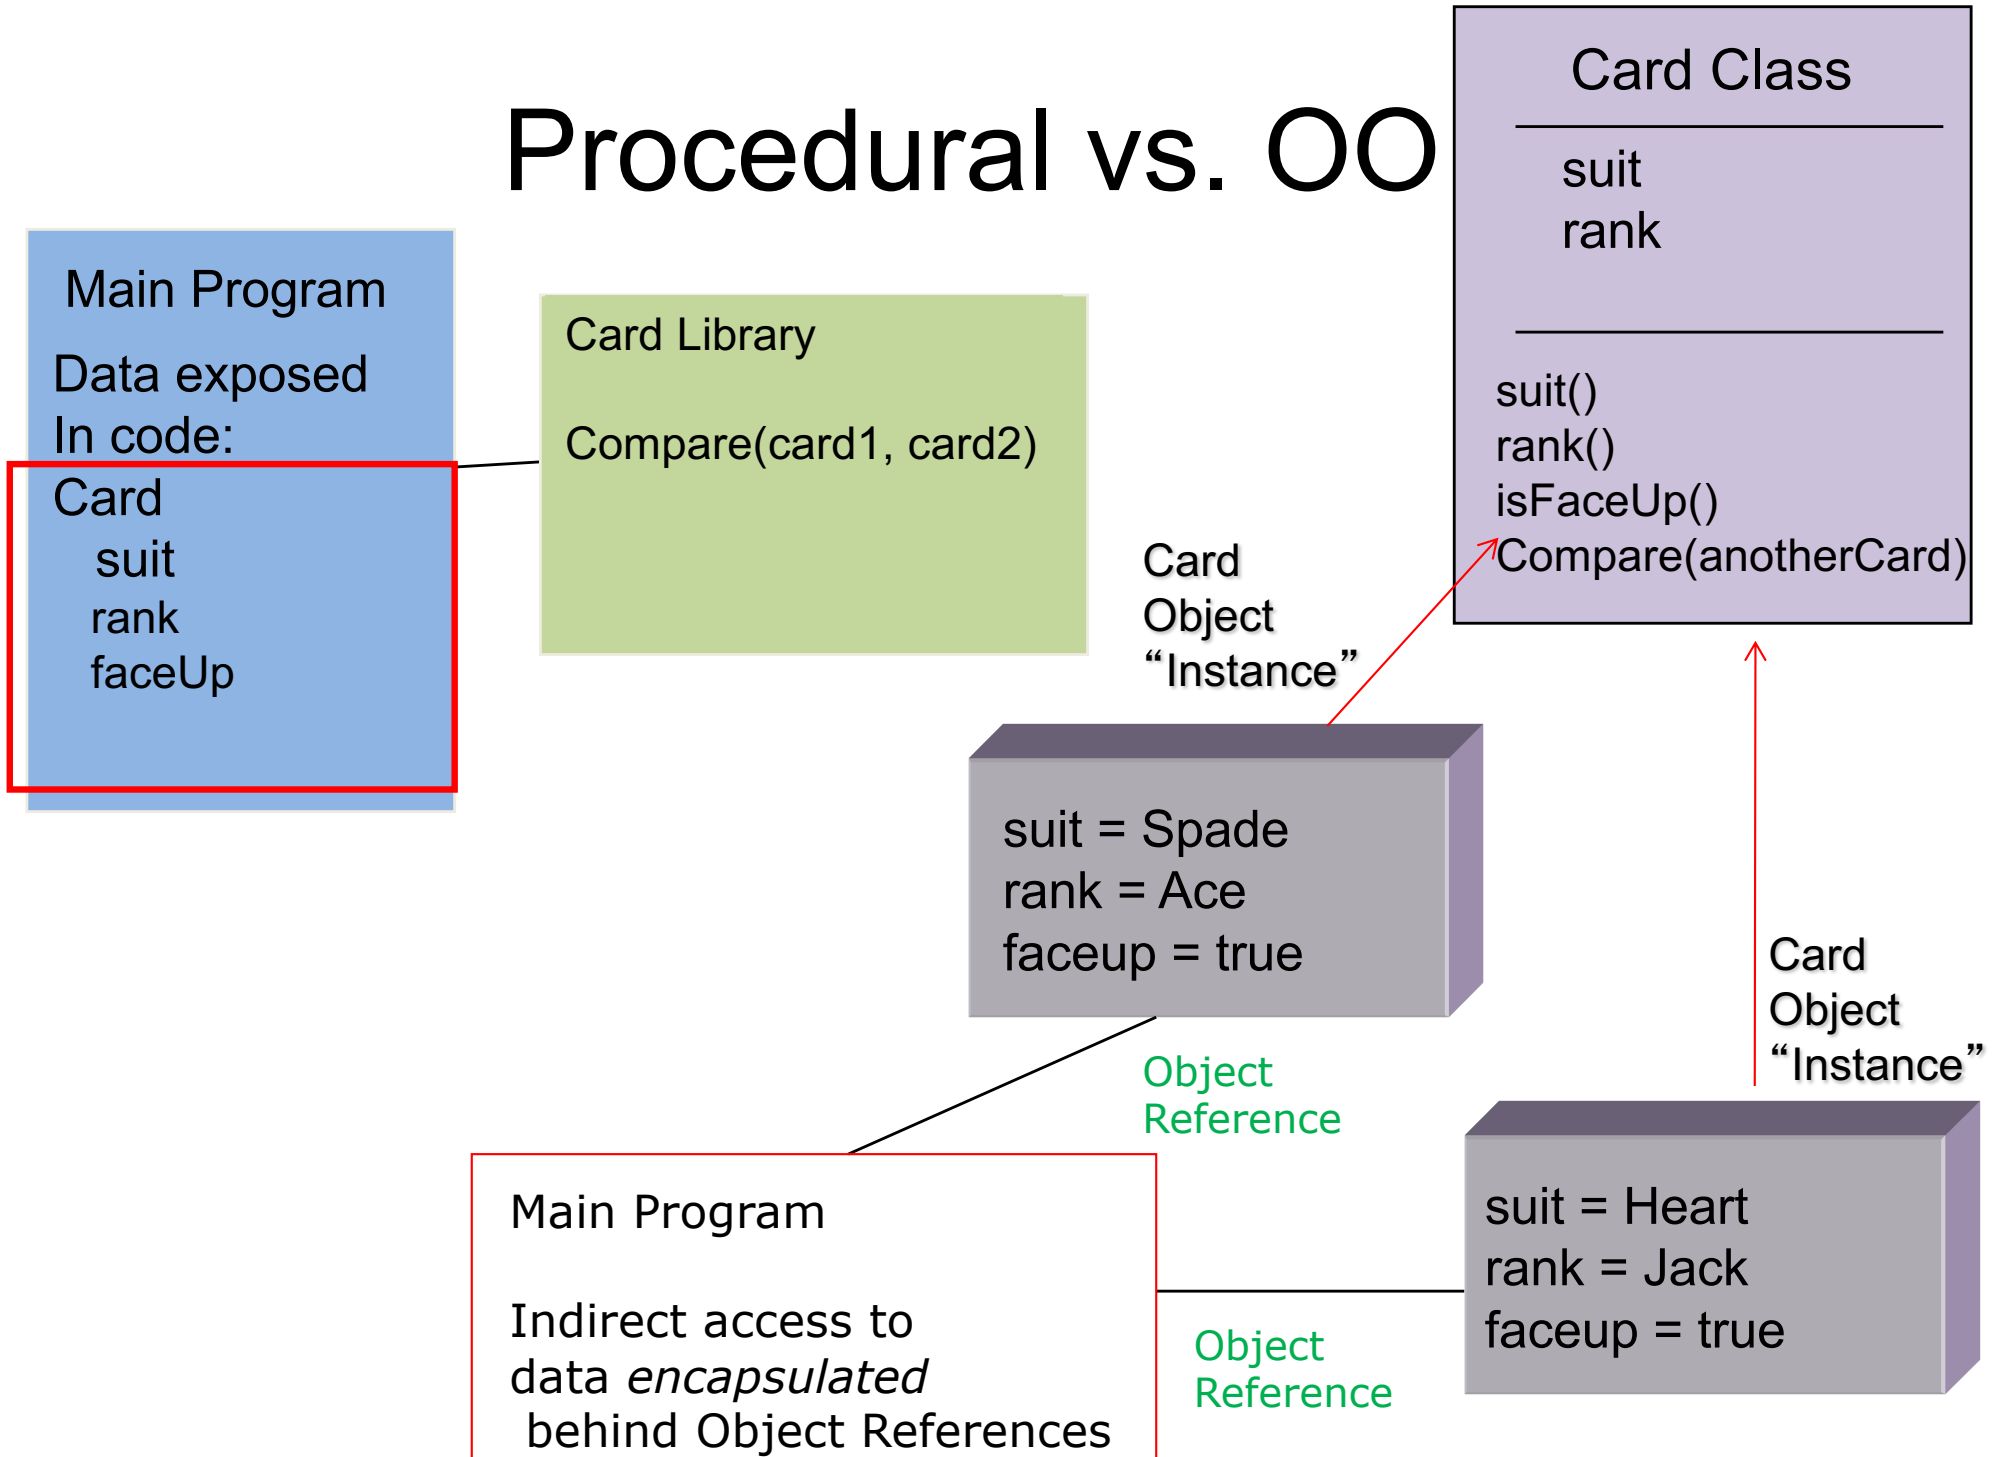 Procedural vs. OO
Main Program
Data exposed
In code:
Card
suit
rank
faceUp
Card Library
Compare(card1, card2)
Card Class
suit
rank
suit()
rank()
isFaceUp()
Compare(anotherCard)
Card
Object
“Instance”
suit = Spade
rank = Ace
faceup = true
Object
Reference
Card
Object
“Instance”
suit = Heart
rank = Jack
faceup = true
Object
Reference
Main Program
Indirect access to
data encapsulated
behind Object References